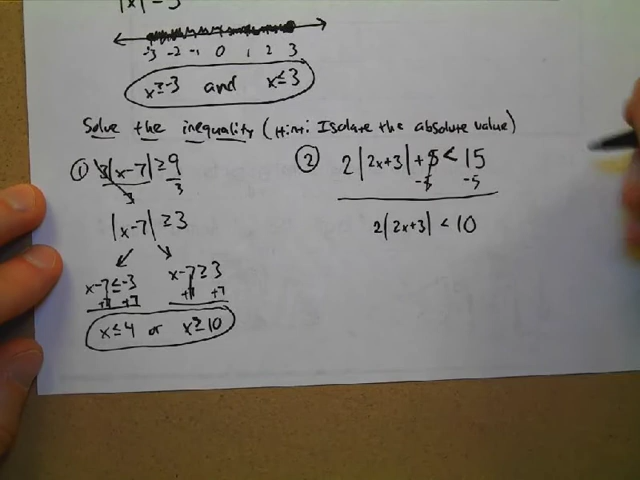 |x| = 3
-3 -2 -1 0 1 2 3
x ≥ -3 and x ≤ 3
Solve the inequality (Hint: Isolate the absolute value)
① 3|x-7| ≥ 9
3 3
|x-7| ≥ 3
x-7 ≤ -3 x-7 ≥ 3
+7 +7 +7 +7
x ≤ 4 or x ≥ 10
② 2|2x+3| + 5 < 15
-5 -5
2|2x+3| < 10